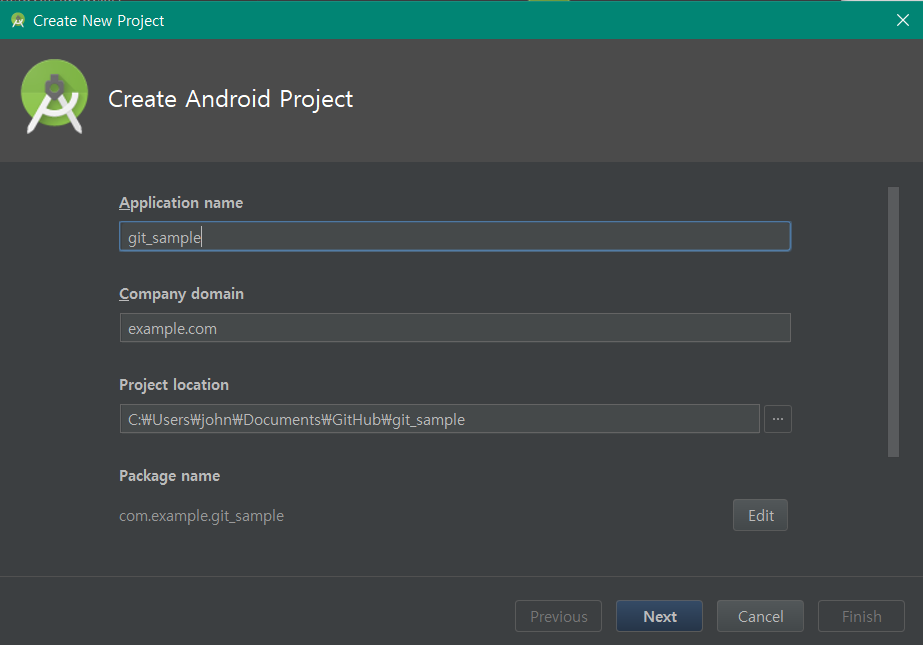 Create New Project
Create Android Project
Application name
git_sample
Company domain
example.com
Project location
C:₩Users₩john₩Documents₩GitHub₩git_sample
...
Package name
com.example.git_sample
Edit
Previous
Next
Cancel
Finish